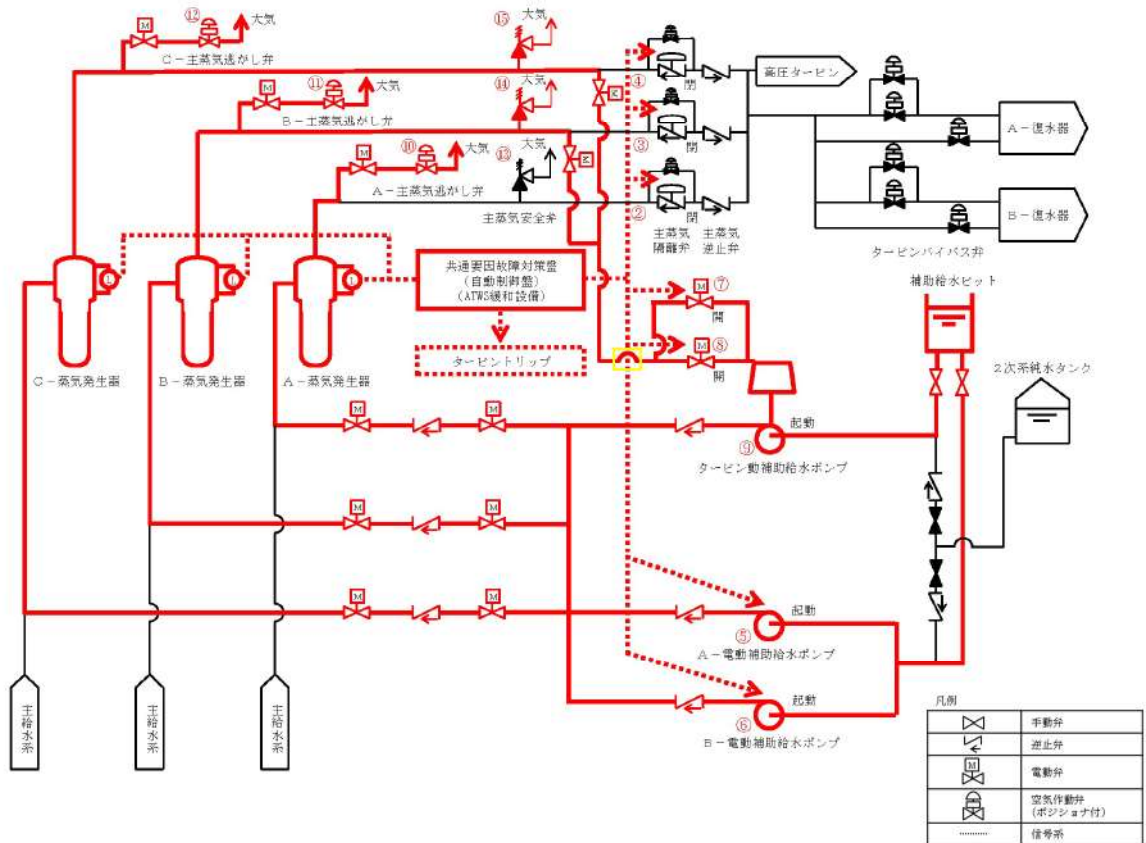 ⑫
大気
M
C－主蒸気逃がし弁
⑮
大気
④
閉
高圧タービン
K
⑪
大気
M
B－主蒸気逃がし弁
⑭
大気
③
閉
K
⑩
大気
M
A－主蒸気逃がし弁
⑬
大気
主蒸気安全弁
②
閉
主蒸気
隔離弁
主蒸気
逆止弁
A－復水器
B－復水器
タービンバイパス弁
補助給水ピット
共通要因故障対策盤
(自動制御盤)
(ATWS緩和設備)
タービントリップ
L
L
L
C－蒸気発生器
B－蒸気発生器
A－蒸気発生器
M
⑦
開
M
⑧
開
2次系純水タンク
M
M
起動
⑨
タービン動補助給水ポンプ
M
M
M
M
起動
⑤
A－電動補助給水ポンプ
起動
⑥
B－電動補助給水ポンプ
主給水系
主給水系
主給水系
凡例
手動弁
逆止弁
M
電動弁
空気作動弁
(ポジショナ付)
信号系